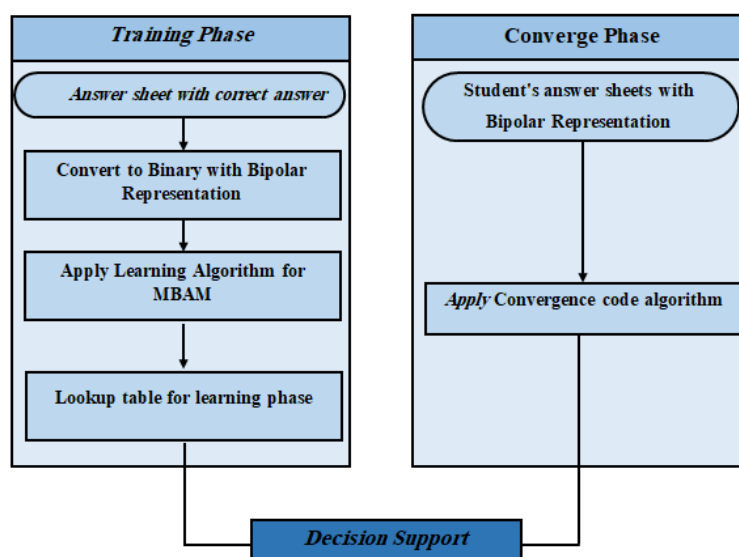 Training Phase
Answer sheet with correct answer
Convert to Binary with Bipolar
Representation
Apply Learning Algorithm for
MBAM
Lookup table for learning phase
Converge Phase
Student's answer sheets with
Bipolar Representation
Apply Convergence code algorithm
Decision Support